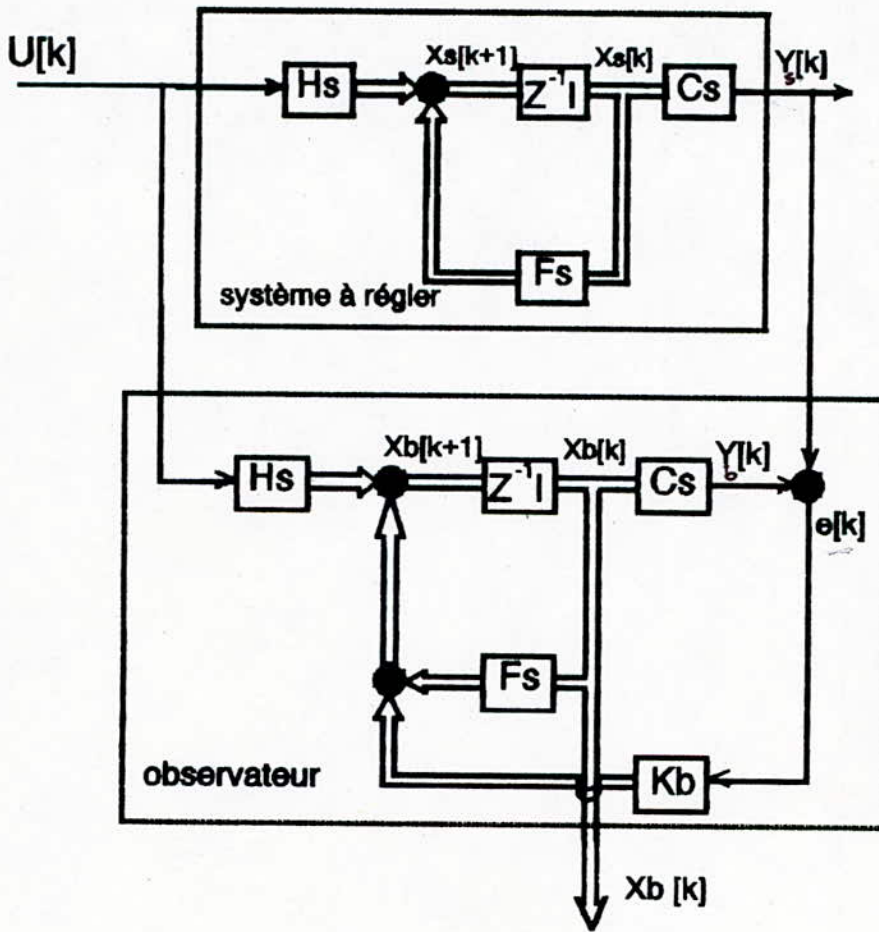 U[k]
Hs
Xs[k+1]
Z⁻¹I
Xs[k]
Cs
Ys[k]
Fs
système à régler
Hs
Xb[k+1]
Z⁻¹I
Xb[k]
Cs
Yb[k]
e[k]
Fs
observateur
Kb
Xb [k]